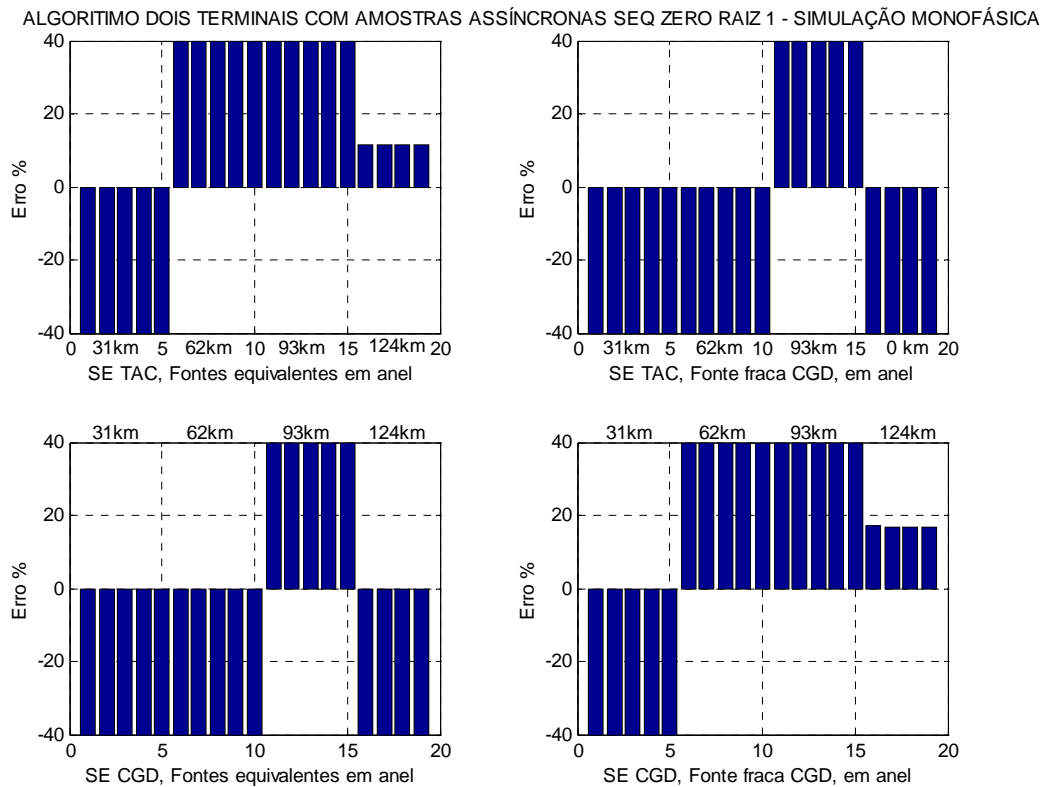 ALGORITIMO DOIS TERMINAIS COM AMOSTRAS ASSÍNCRONAS SEQ ZERO RAIZ 1 - SIMULAÇÃO MONOFÁSICA
40
20
0
-20
-40
Erro %
0 5 10 15 20
31km 62km 93km 124km
SE TAC, Fontes equivalentes em anel
40
20
0
-20
-40
Erro %
0 5 10 15 20
31km 62km 93km 0 km
SE TAC, Fonte fraca CGD, em anel
31km 62km 93km 124km
40
20
0
-20
-40
Erro %
0 5 10 15 20
SE CGD, Fontes equivalentes em anel
31km 62km 93km 124km
40
20
0
-20
-40
Erro %
0 5 10 15 20
SE CGD, Fonte fraca CGD, em anel